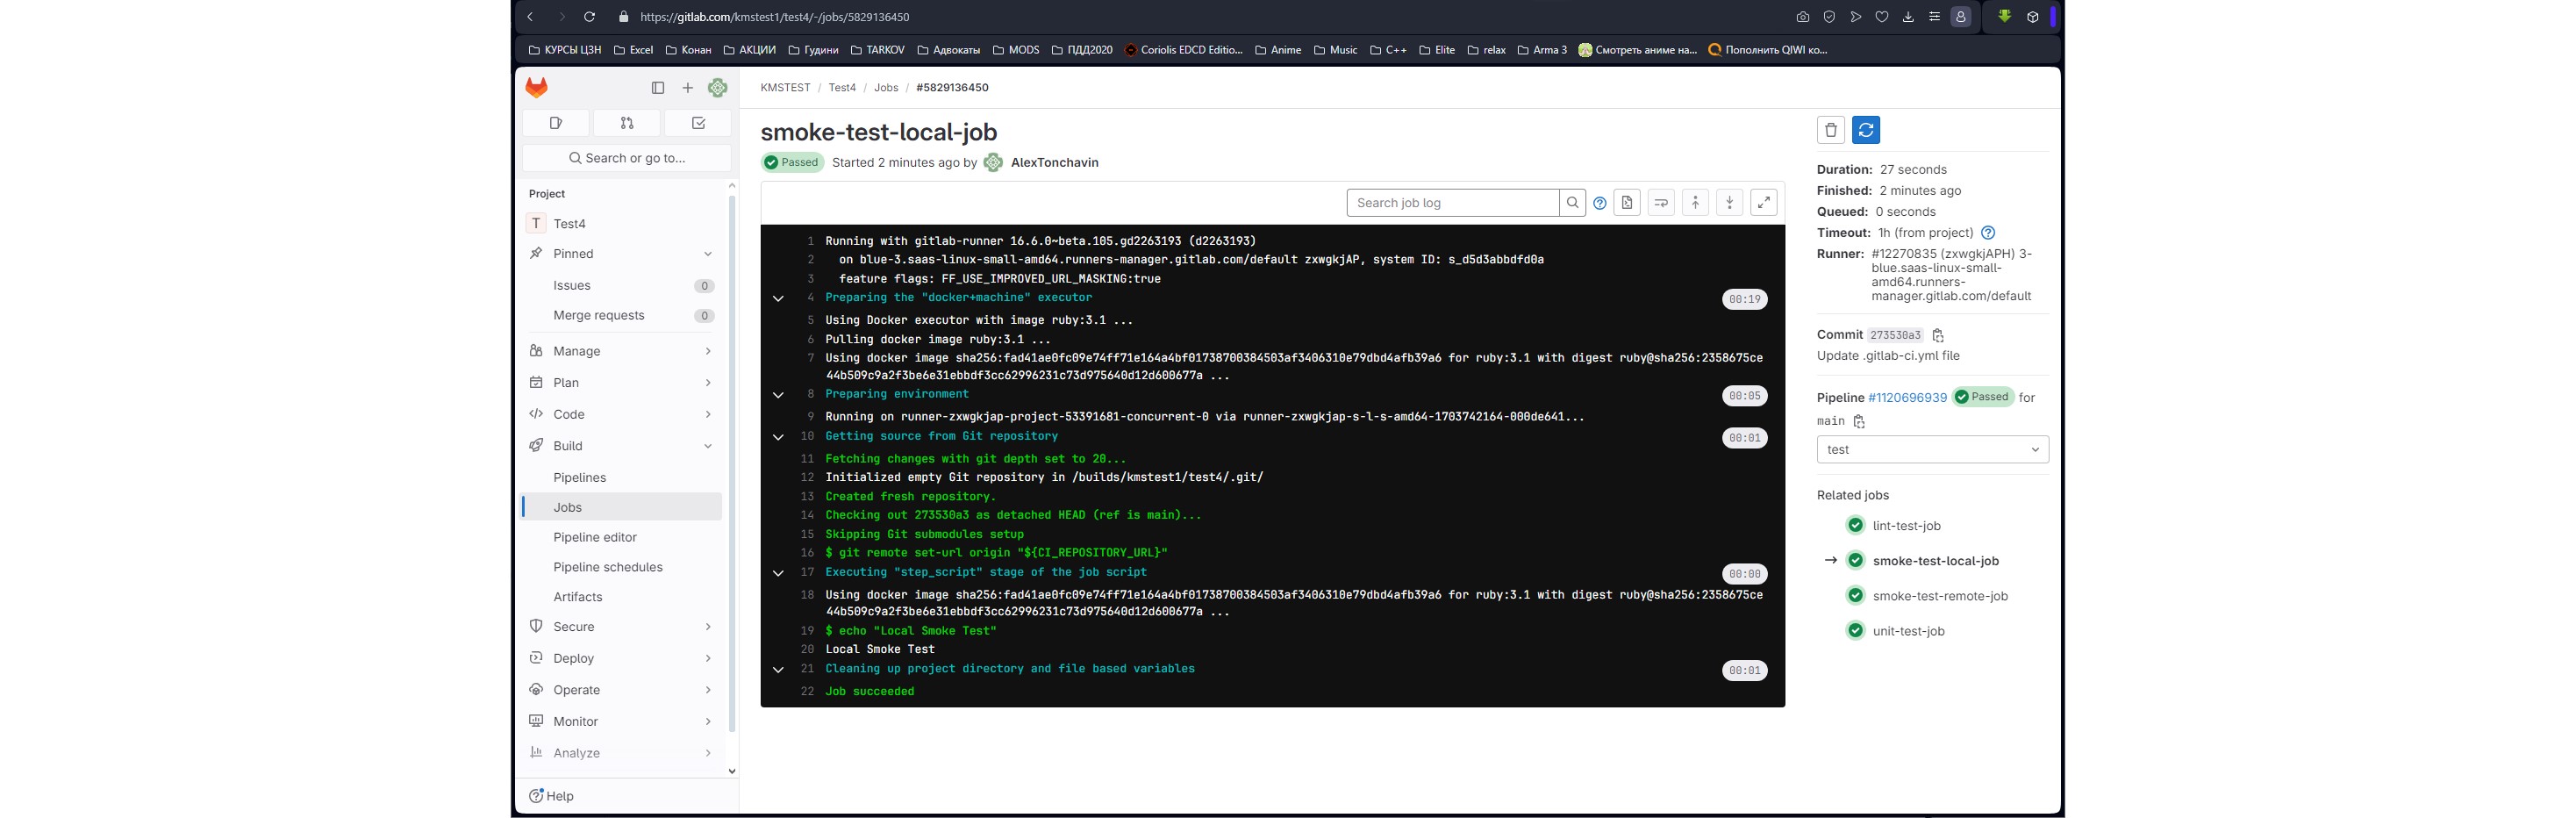 https://gitlab.com/kmstest1/test4/-/jobs/5829136450
КУРСЫ ЦЗН Excel Конан АКЦИИ Гудини TARKOV Адвокаты MODS ПДД2020 Coriolis EDCD Editio... Anime Music C++ Elite relax Arma 3 Смотреть аниме на... Пополнить QIWI ко...
Search or go to...
Project
T Test4
Pinned
Issues 0
Merge requests 0
Manage
Plan
Code
Build
Pipelines
Jobs
Pipeline editor
Pipeline schedules
Artifacts
Secure
Deploy
Operate
Monitor
Analyze
Help
KMSTEST / Test4 / Jobs / #5829136450
smoke-test-local-job
Passed Started 2 minutes ago by AlexTonchavin
Search job log
1 Running with gitlab-runner 16.6.0~beta.105.gd2263193 (d2263193)
2 on blue-3.saas-linux-small-amd64.runners-manager.gitlab.com/default zxwgkjAP, system ID: s_d5d3abbdfd0a
3 feature flags: FF_USE_IMPROVED_URL_MASKING:true
4 Preparing the "docker+machine" executor 00:19
5 Using Docker executor with image ruby:3.1 ...
6 Pulling docker image ruby:3.1 ...
7 Using docker image sha256:fad41ae0fc09e74ff71e164a4bf01738700384503af3406310e79dbd4afb39a6 for ruby:3.1 with digest ruby@sha256:2358675ce
44b509c9a2f3be6e31ebbdf3cc62996231c73d975640d12d600677a ...
8 Preparing environment 00:05
9 Running on runner-zxwgkjap-project-53391681-concurrent-0 via runner-zxwgkjap-s-l-s-amd64-1703742164-000de641...
10 Getting source from Git repository 00:01
11 Fetching changes with git depth set to 20...
12 Initialized empty Git repository in /builds/kmstest1/test4/.git/
13 Created fresh repository.
14 Checking out 273530a3 as detached HEAD (ref is main)...
15 Skipping Git submodules setup
16 $ git remote set-url origin "${CI_REPOSITORY_URL}"
17 Executing "step_script" stage of the job script 00:00
18 Using docker image sha256:fad41ae0fc09e74ff71e164a4bf01738700384503af3406310e79dbd4afb39a6 for ruby:3.1 with digest ruby@sha256:2358675ce
44b509c9a2f3be6e31ebbdf3cc62996231c73d975640d12d600677a ...
19 $ echo "Local Smoke Test"
20 Local Smoke Test
21 Cleaning up project directory and file based variables 00:01
22 Job succeeded
Duration: 27 seconds
Finished: 2 minutes ago
Queued: 0 seconds
Timeout: 1h (from project)
Runner: #12270835 (zxwgkjAPH) 3-
blue.saas-linux-small-
amd64.runners-
manager.gitlab.com/default
Commit 273530a3
Update .gitlab-ci.yml file
Pipeline #1120696939 Passed for
main
test
Related jobs
lint-test-job
smoke-test-local-job
smoke-test-remote-job
unit-test-job